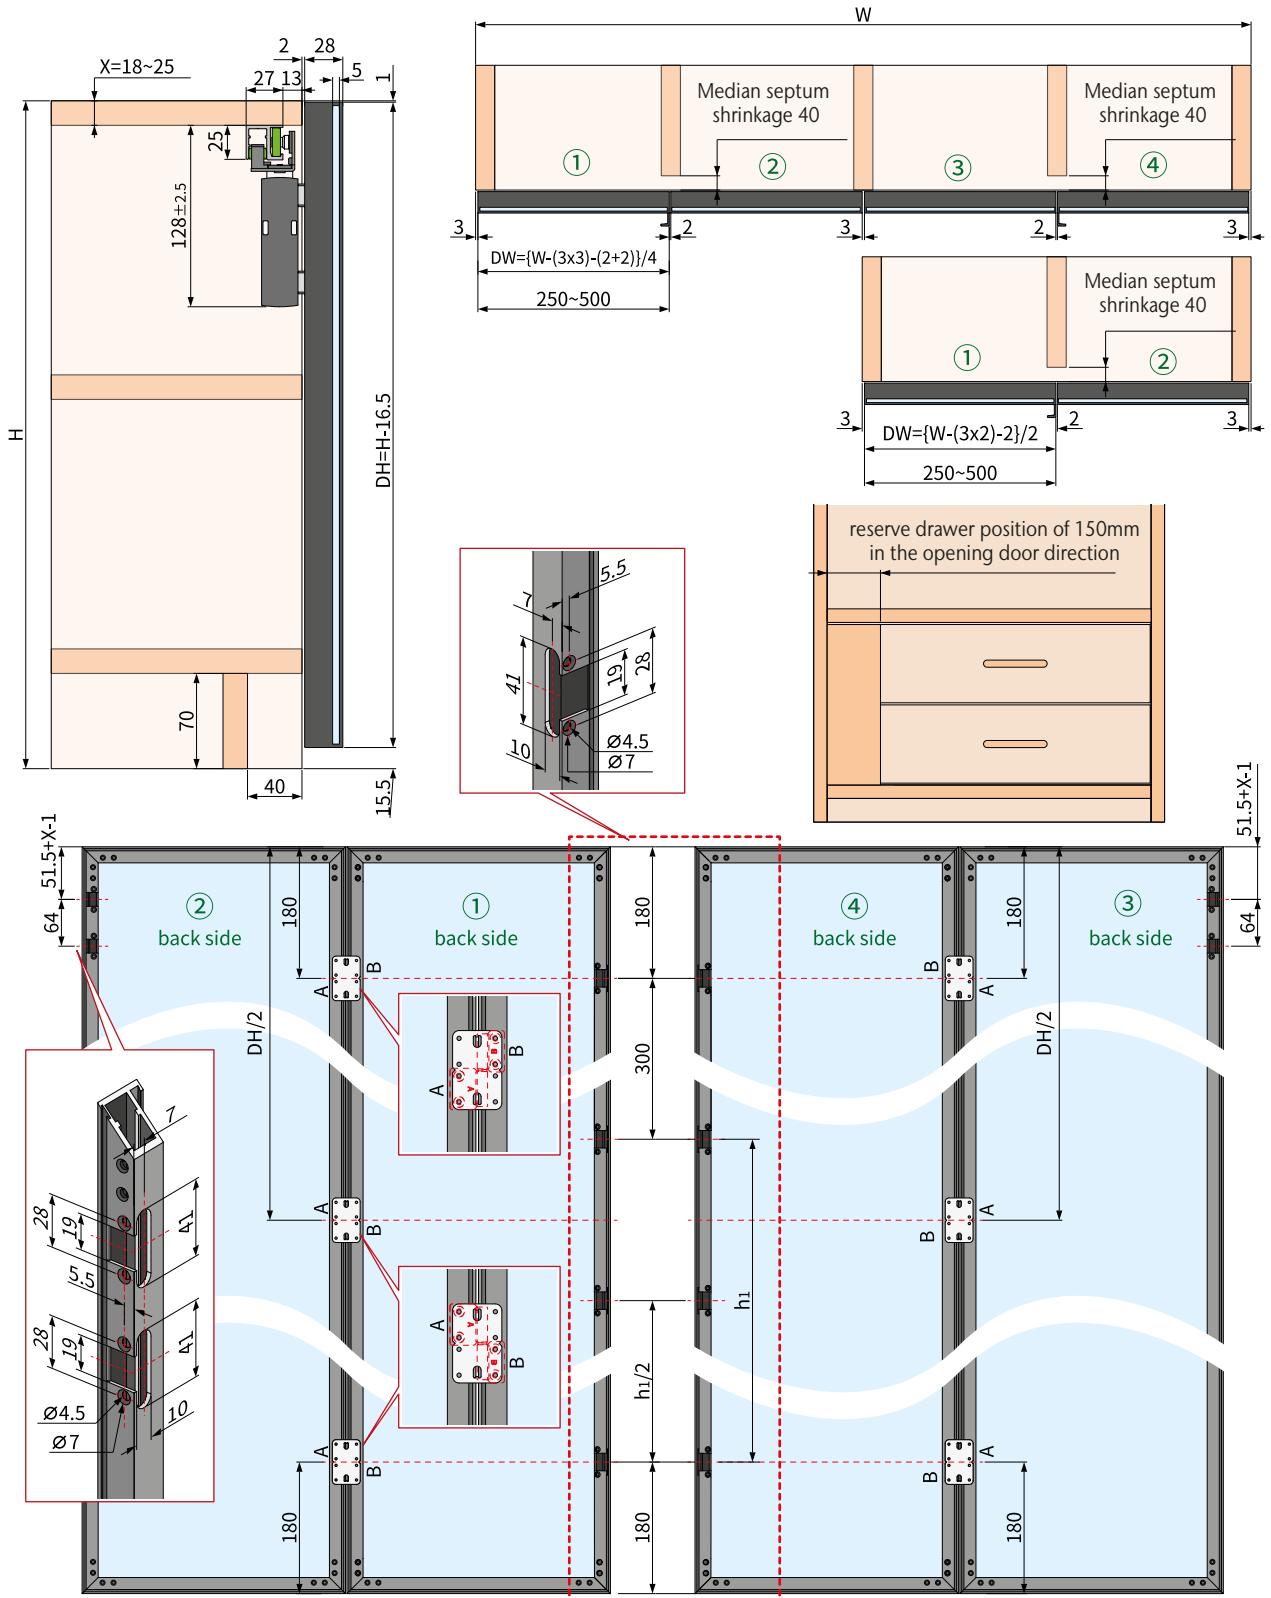 2
28
X=18~25
27
13
5
1
25
128±2.5
H
DH=H-16.5
70
40
15.5
W
Median septum
shrinkage 40
Median septum
shrinkage 40
①
②
③
④
3
2
3
2
3
DW={W-(3x3)-(2+2)}/4
250~500
Median septum
shrinkage 40
①
②
3
2
3
DW={W-(3x2)-2}/2
250~500
reserve drawer position of 150mm
in the opening door direction
5.5
7
41
19
28
10
Ø4.5
Ø7
51.5+X-1
64
②
back side
180
DH/2
①
back side
A
B
180
300
④
back side
③
back side
B
A
180
DH/2
51.5+X-1
64
A
B
A
B
7
28
19
41
5.5
28
19
41
Ø4.5
Ø7
10
A
B
B
A
h1
h1/2
A
B
B
A
A
B
180
180
180